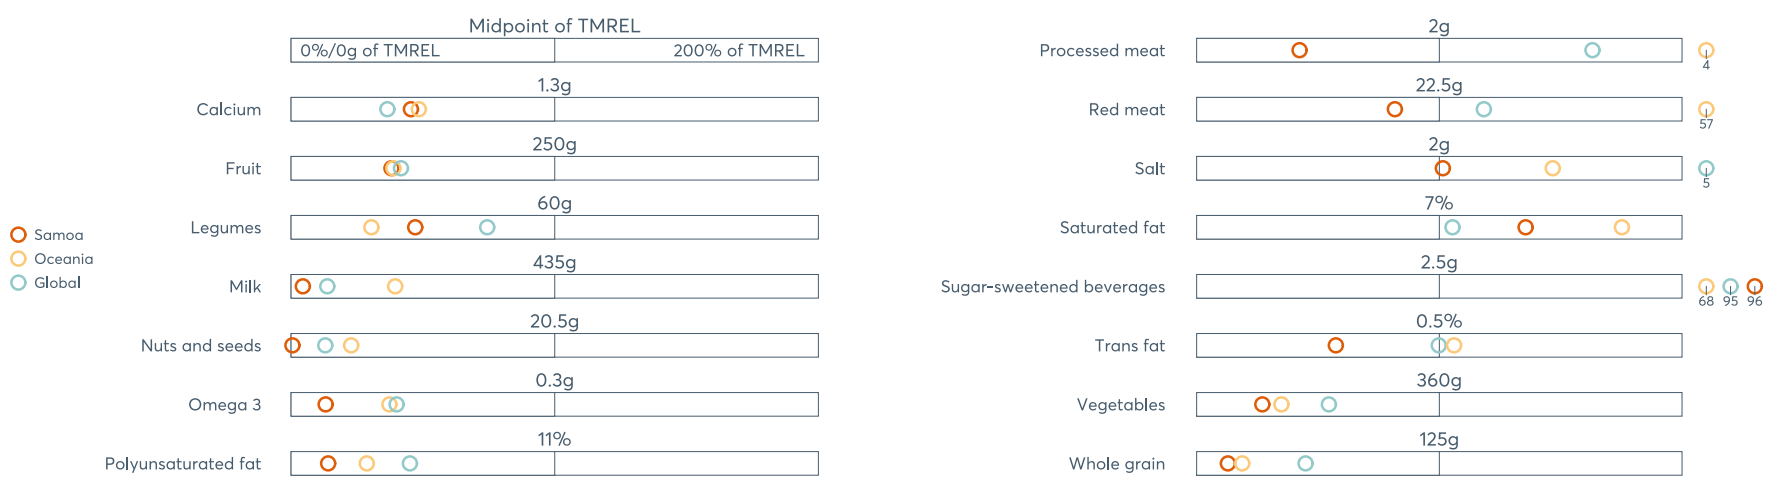 Midpoint of TMREL
0%/0g of TMREL 200% of TMREL
1.3g
Calcium
250g
Fruit
60g
Legumes
435g
Milk
20.5g
Nuts and seeds
0.3g
Omega 3
11%
Polyunsaturated fat
Samoa
Oceania
Global
2g
Processed meat
4
22.5g
Red meat
57
2g
Salt
5
7%
Saturated fat
2.5g
Sugar-sweetened beverages
68 95 96
0.5%
Trans fat
360g
Vegetables
125g
Whole grain